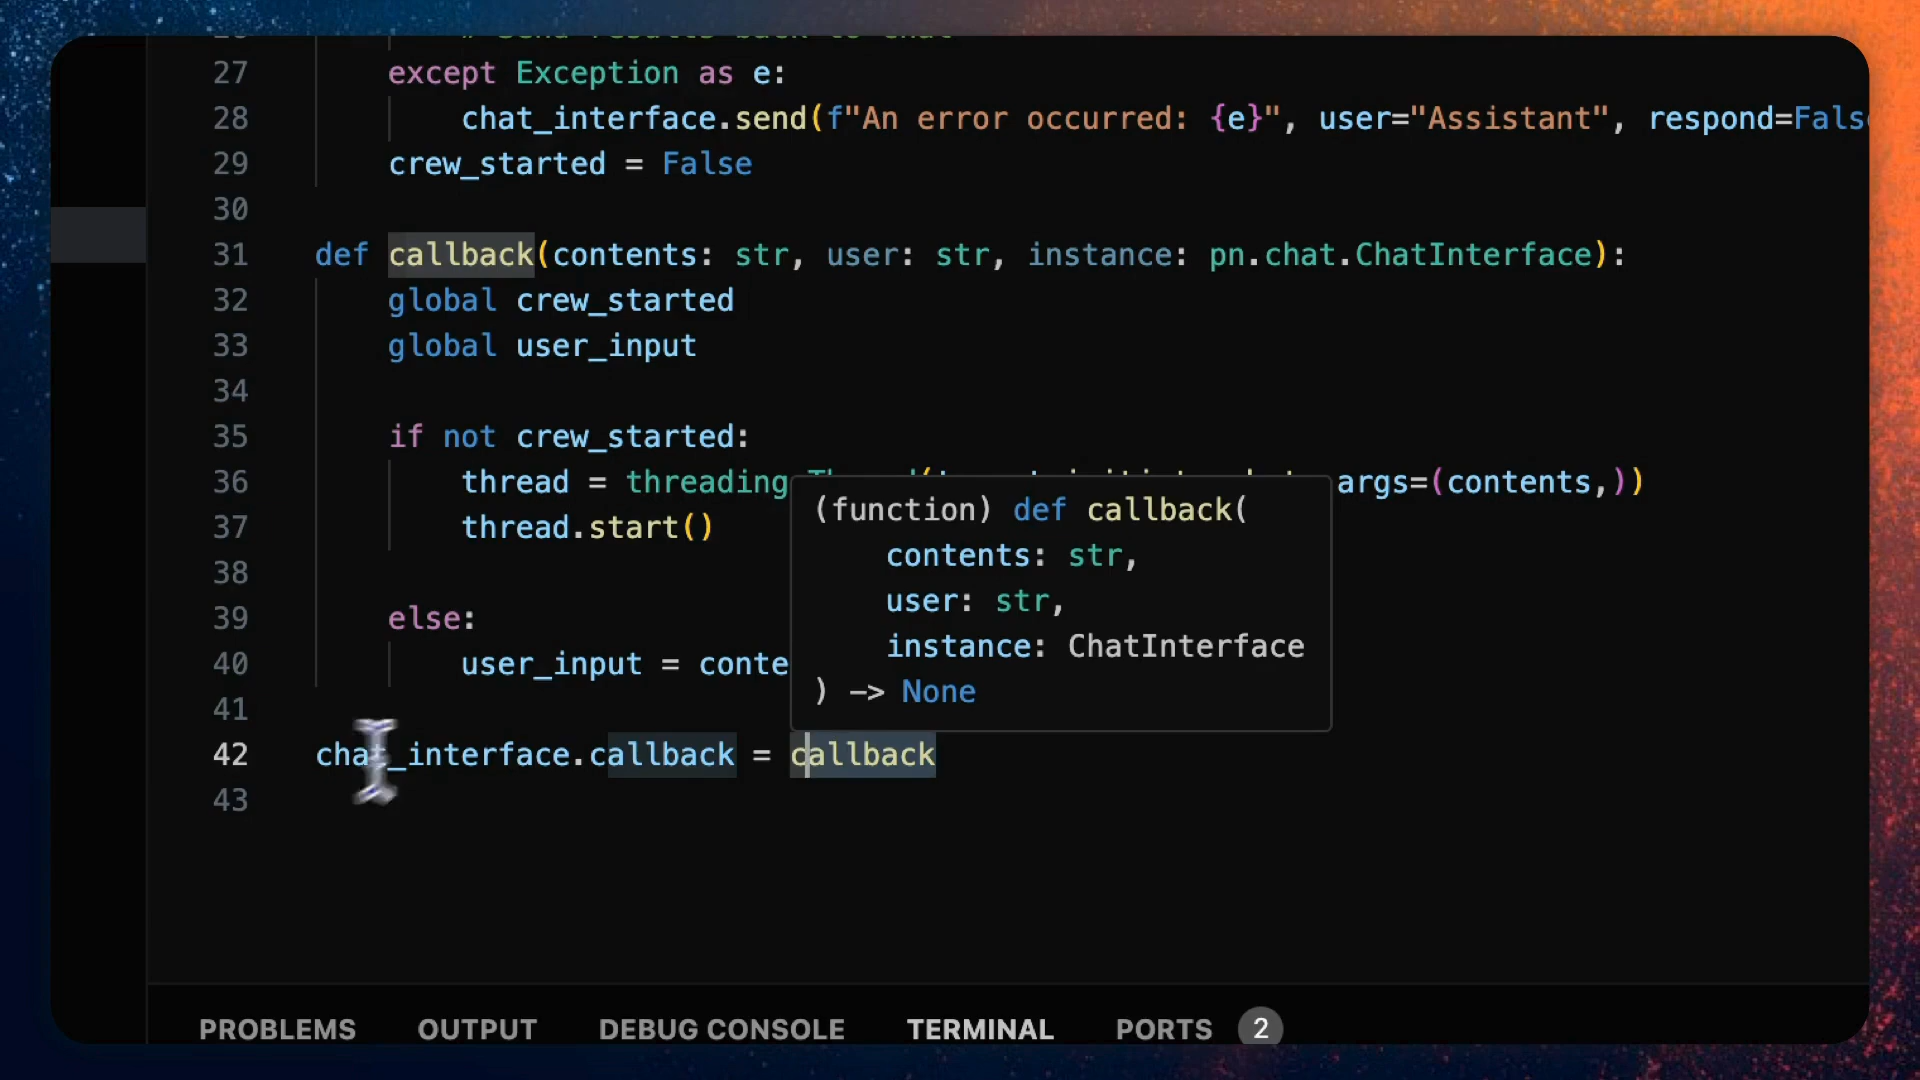 27 except Exception as e:
28 chat_interface.send(f"An error occurred: {e}", user="Assistant", respond=Fals
29 crew_started = False
30
31 def callback(contents: str, user: str, instance: pn.chat.ChatInterface):
32 global crew_started
33 global user_input
34
35 if not crew_started:
36 thread = threading args=(contents,))
37 thread.start()
38
39 else:
40 user_input = conte
41
42 chat_interface.callback = callback
43
(function) def callback(
contents: str,
user: str,
instance: ChatInterface
) -> None
PROBLEMS OUTPUT DEBUG CONSOLE TERMINAL PORTS 2